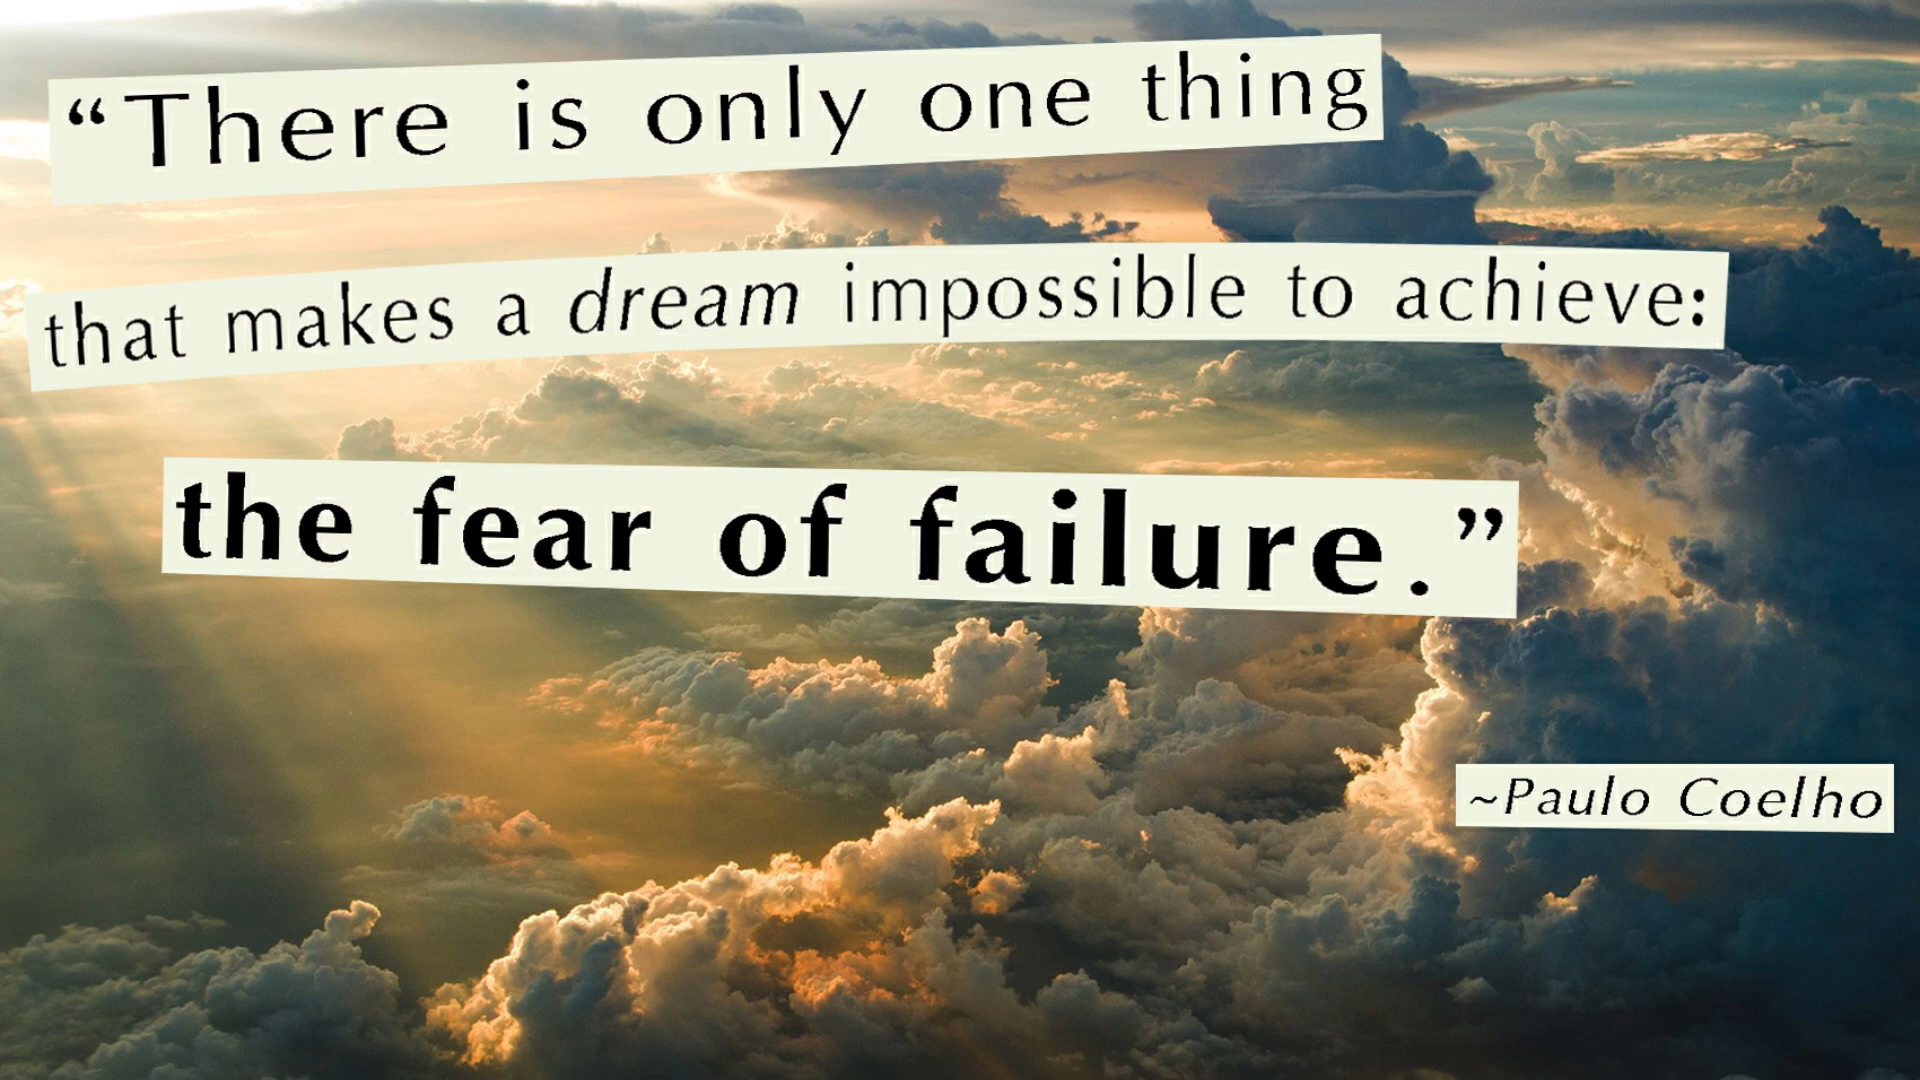 “There is only one thing
that makes a dream impossible to achieve:
the fear of failure.”
~Paulo Coelho